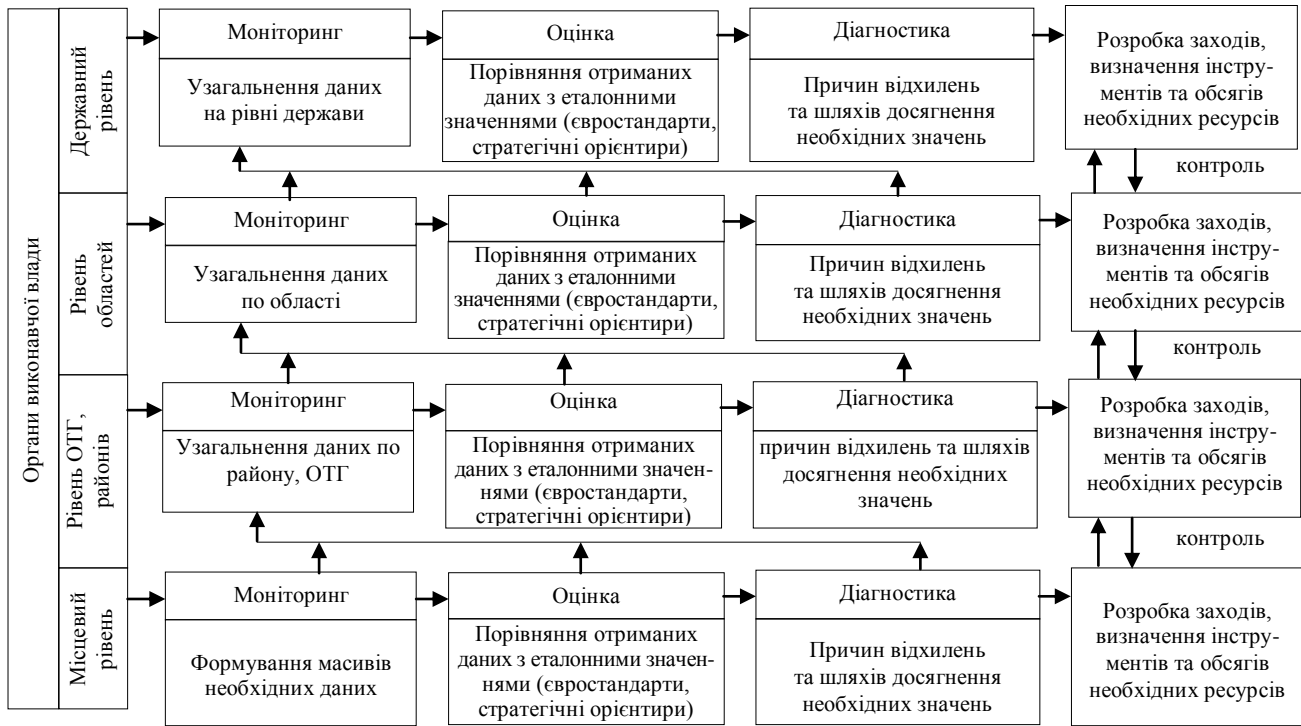 Органи виконавчої влади
Державний
рівень
Моніторинг
Узагальнення даних
на рівні держави
Оцінка
Порівняння отриманих
даних з еталонними
значеннями (євростандарти,
стратегічні орієнтири)
Діагностика
Причин відхилень
та шляхів досягнення
необхідних значень
Розробка заходів,
визначення інстру-
ментів та обсягів
необхідних ресурсів
контроль
Рівень
областей
Моніторинг
Узагальнення даних
по області
Оцінка
Порівняння отриманих
даних з еталонними
значеннями (євростандарти,
стратегічні орієнтири)
Діагностика
Причин відхилень
та шляхів досягнення
необхідних значень
Розробка заходів,
визначення інстру-
ментів та обсягів
необхідних ресурсів
контроль
Рівень ОТГ,
районів
Моніторинг
Узагальнення даних по
району, ОТГ
Оцінка
Порівняння отриманих
даних з еталонними значен-
нями (євростандарти,
стратегічні орієнтири)
Діагностика
причин відхилень та шляхів
досягнення необхідних
значень
Розробка заходів,
визначення інстру-
ментів та обсягів
необхідних ресурсів
контроль
Місцевий
рівень
Моніторинг
Формування масивів
необхідних даних
Оцінка
Порівняння отриманих
даних з еталонними значен-
нями (євростандарти,
стратегічні орієнтири)
Діагностика
Причин відхилень
та шляхів досягнення
необхідних значень
Розробка заходів,
визначення інстру-
ментів та обсягів
необхідних ресурсів